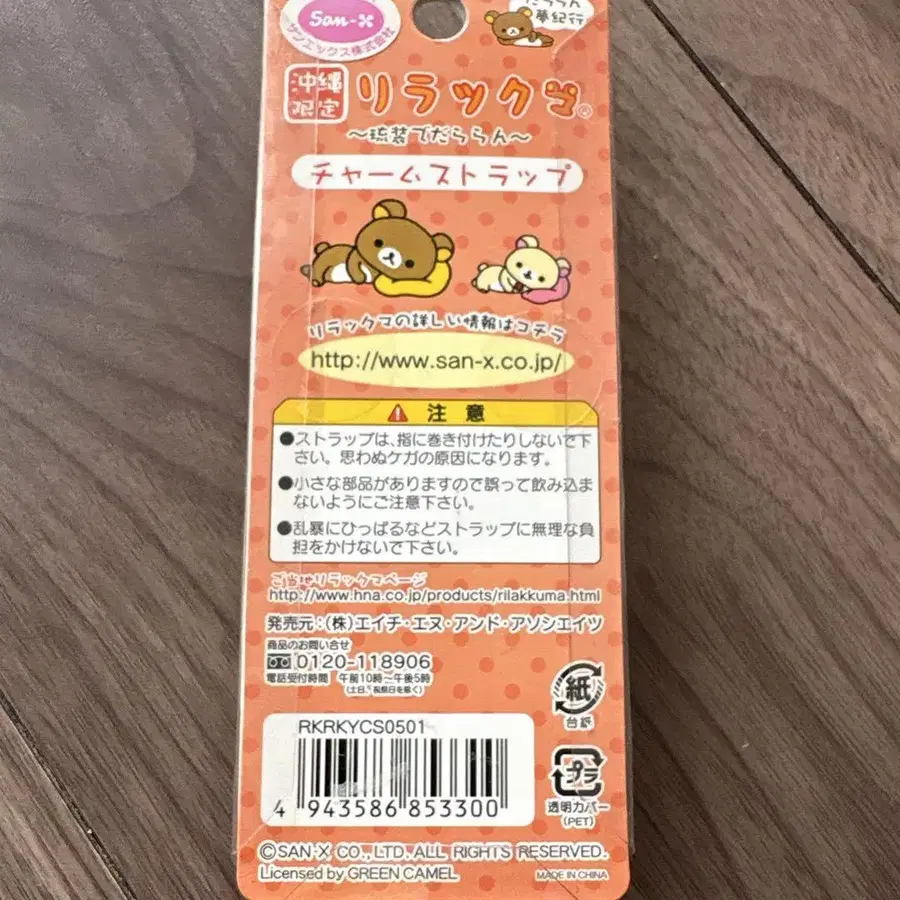 San-X
サンエックス株式会社
だららん
夢紀行
沖縄
限定
リラックマ®
～琉装でだららん～
チャームストラップ
リラックマの詳しい情報はコチラ
http://www.san-x.co.jp/
注意
●ストラップは、指に巻き付けたりしないで下
さい。思わぬケガの原因になります。
●小さな部品がありますので誤って飲み込ま
ないようにご注意下さい。
●乱暴にひっぱるなどストラップに無理な負
担をかけないで下さい。
ご当地リラックマページ
http://www.hna.co.jp/products/rilakkuma.html
発売元：(株)エイチ・エヌ・アンド・アソシエイツ
商品のお問い合せ
0120-118906
電話受付時間 午前10時～午後5時
(土日、祝祭日を除く)
紙
台紙
RKRKYCS0501
4 943586 853300
プラ
透明カバー
(PET)
©SAN-X CO., LTD. ALL RIGHTS RESERVED.
Licensed by GREEN CAMEL
MADE IN CHINA